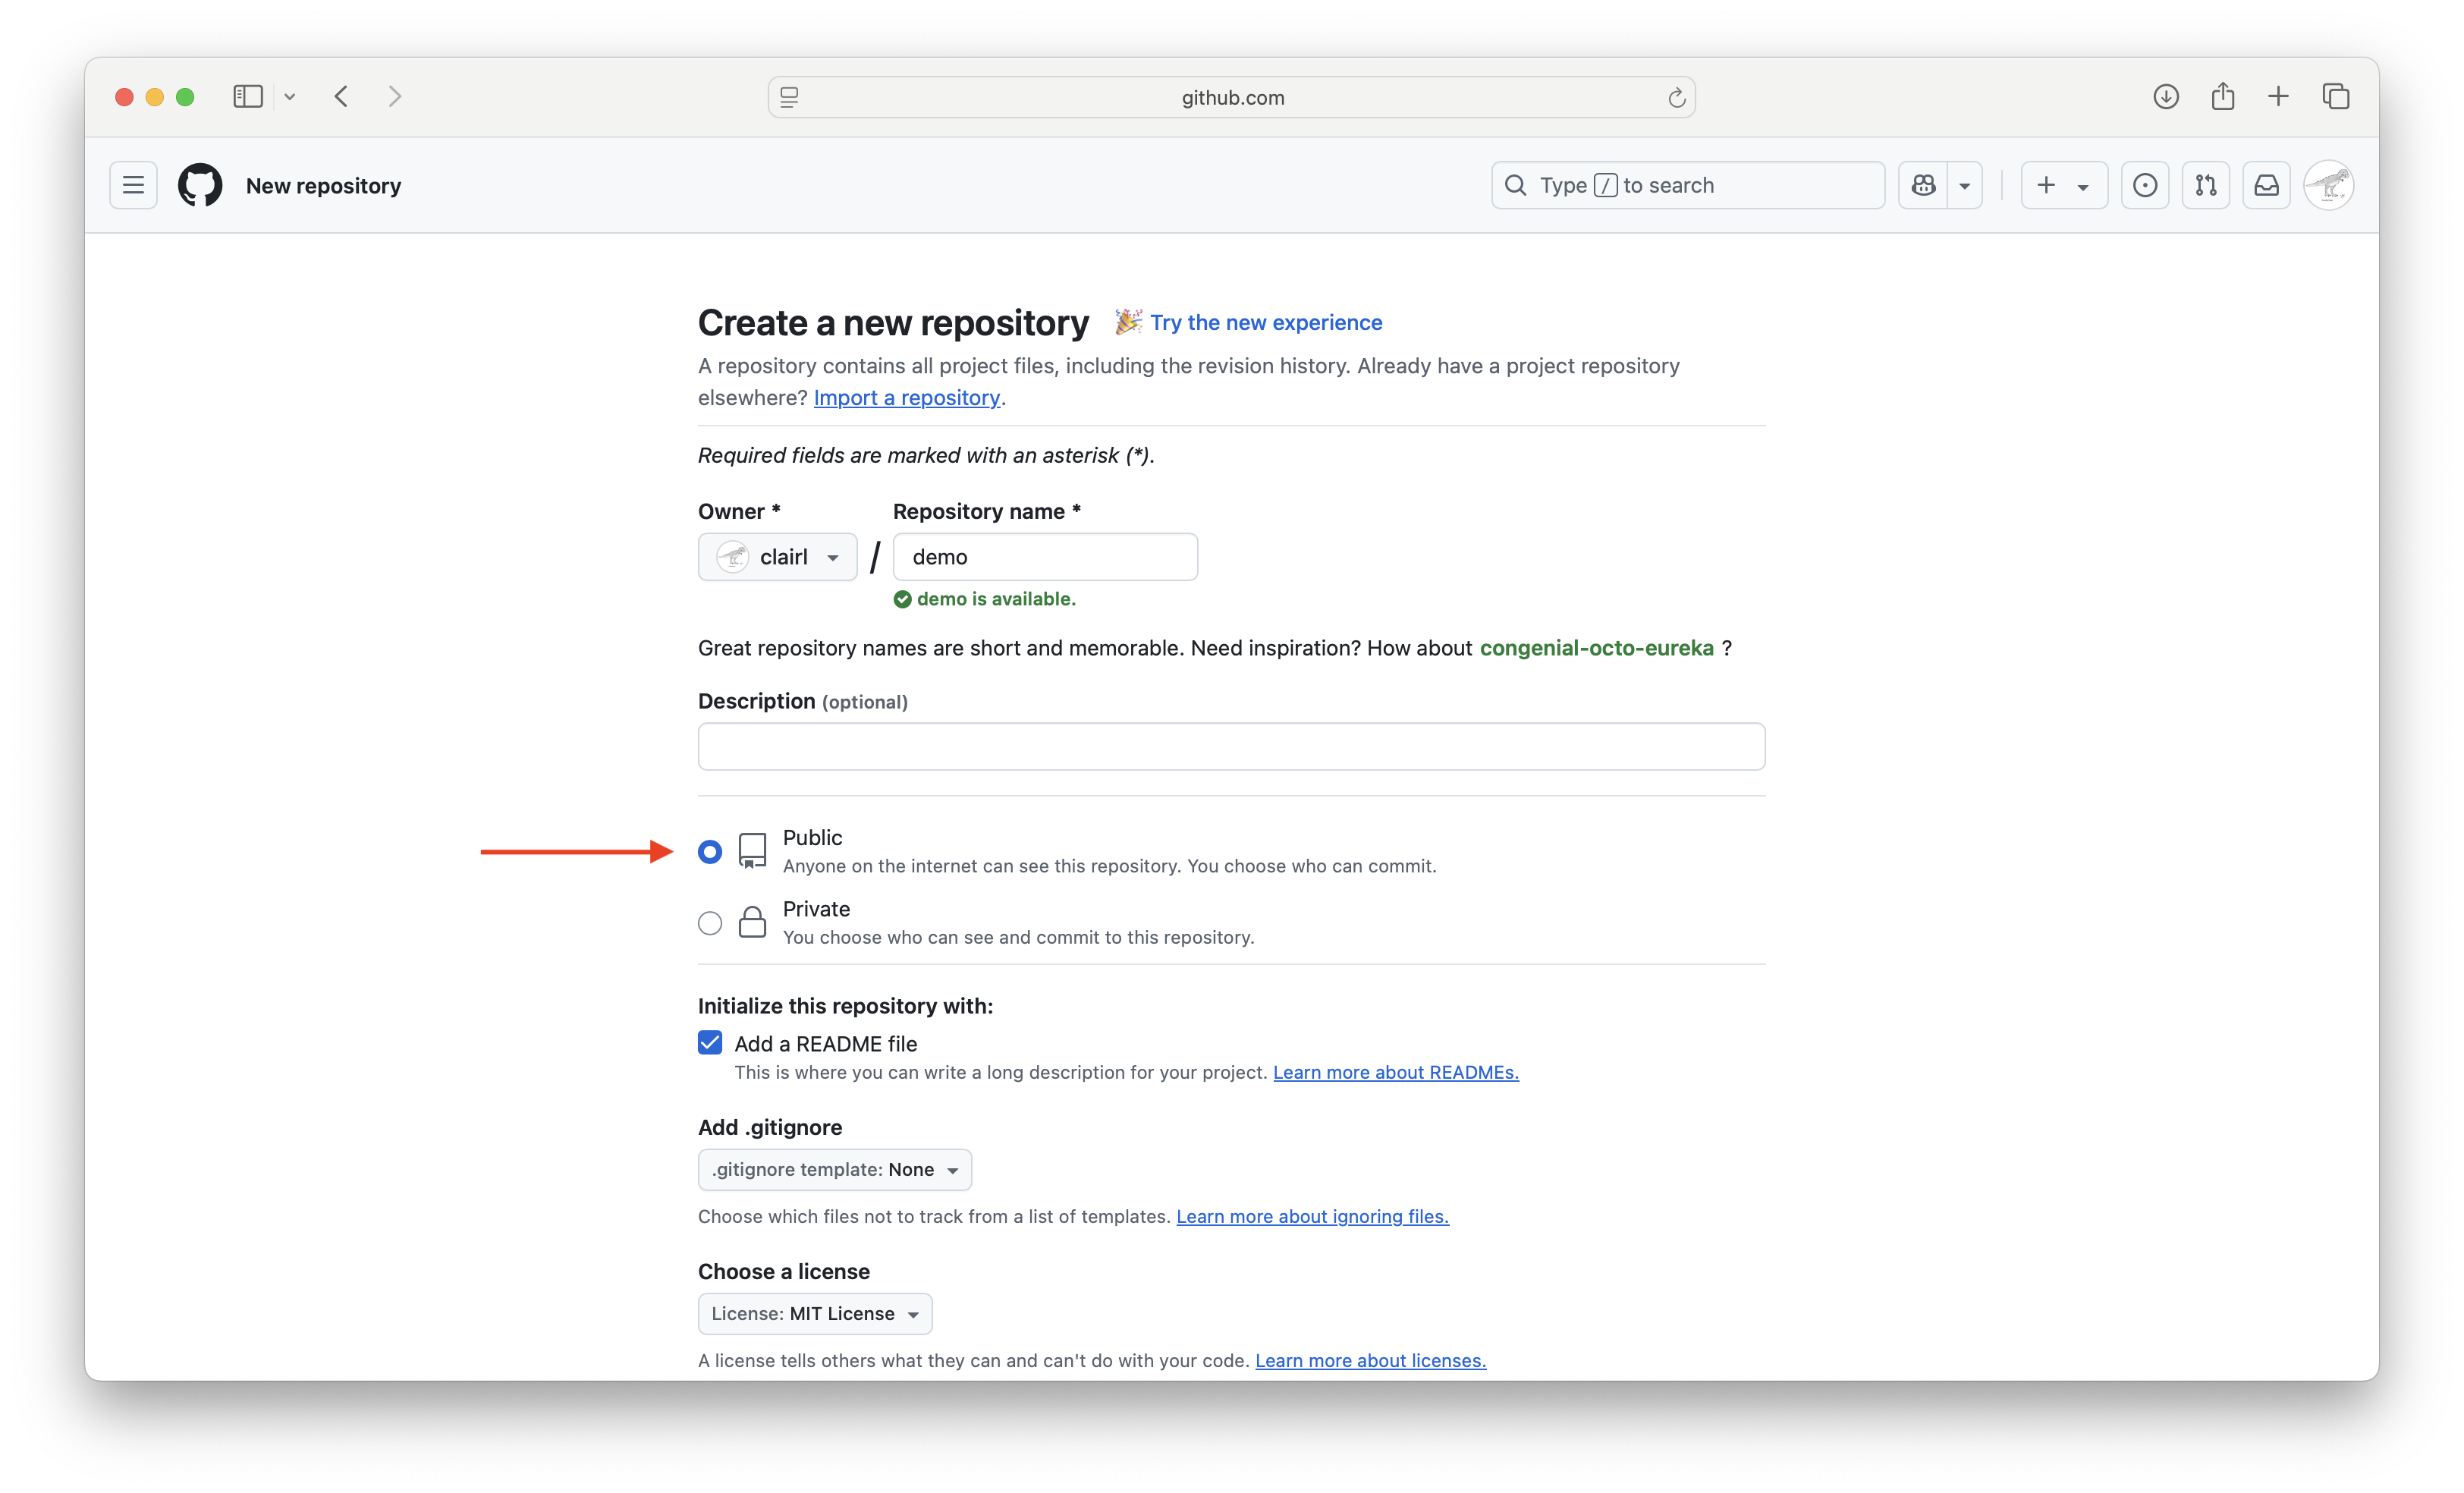 github.com
New repository
Type / to search
Create a new repository 🎉 Try the new experience
A repository contains all project files, including the revision history. Already have a project repository
elsewhere? Import a repository.
Required fields are marked with an asterisk (*).
Owner * Repository name *
clairl / demo
demo is available.
Great repository names are short and memorable. Need inspiration? How about congenial-octo-eureka ?
Description (optional)
Public
Anyone on the internet can see this repository. You choose who can commit.
Private
You choose who can see and commit to this repository.
Initialize this repository with:
Add a README file
This is where you can write a long description for your project. Learn more about READMEs.
Add .gitignore
.gitignore template: None
Choose which files not to track from a list of templates. Learn more about ignoring files.
Choose a license
License: MIT License
A license tells others what they can and can't do with your code. Learn more about licenses.